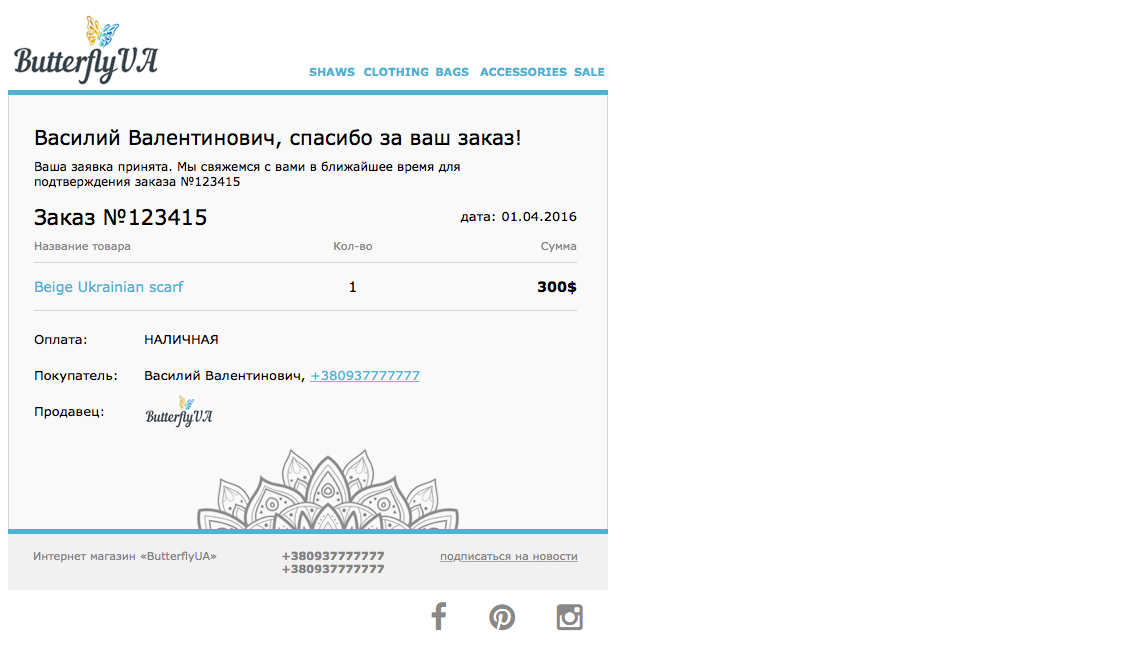 ButterflyUA
SHAWS CLOTHING BAGS ACCESSORIES SALE
Василий Валентинович, спасибо за ваш заказ!
Ваша заявка принята. Мы свяжемся с вами в ближайшее время для
подтверждения заказа №123415
Заказ №123415 дата: 01.04.2016
Название товара Кол-во Сумма
Beige Ukrainian scarf 1 300$
Оплата: НАЛИЧНАЯ
Покупатель: Василий Валентинович, +380937777777
Продавец: ButterflyUA
Интернет магазин «ButterflyUA» +380937777777 подписаться на новости
+380937777777